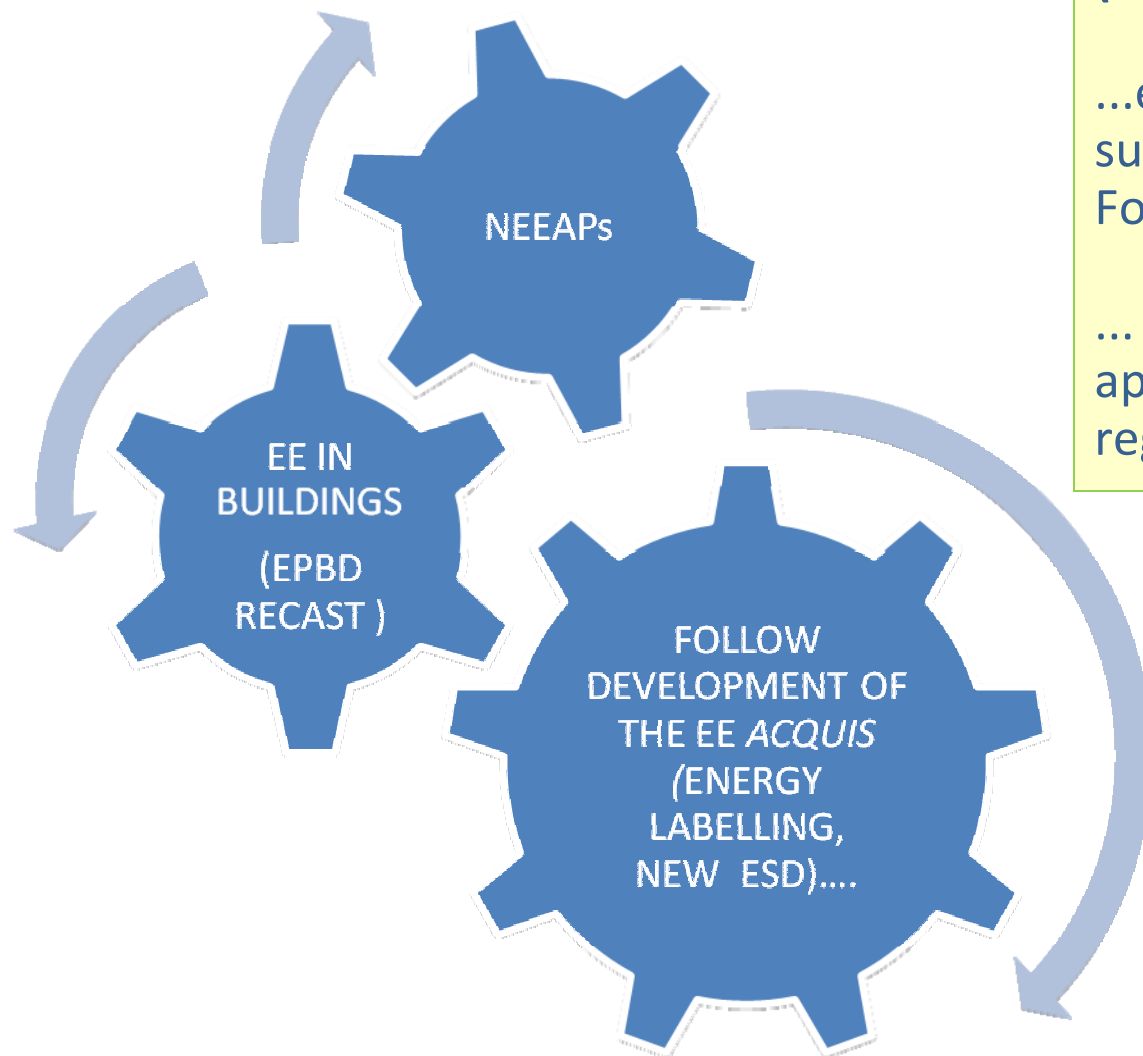 NEEAPs
EE IN
BUILDINGS
(EPBD
RECAST )
FOLLOW
DEVELOPMENT OF
THE EE ACQUIS
(ENERGY
LABELLING,
NEW ESD)....
...